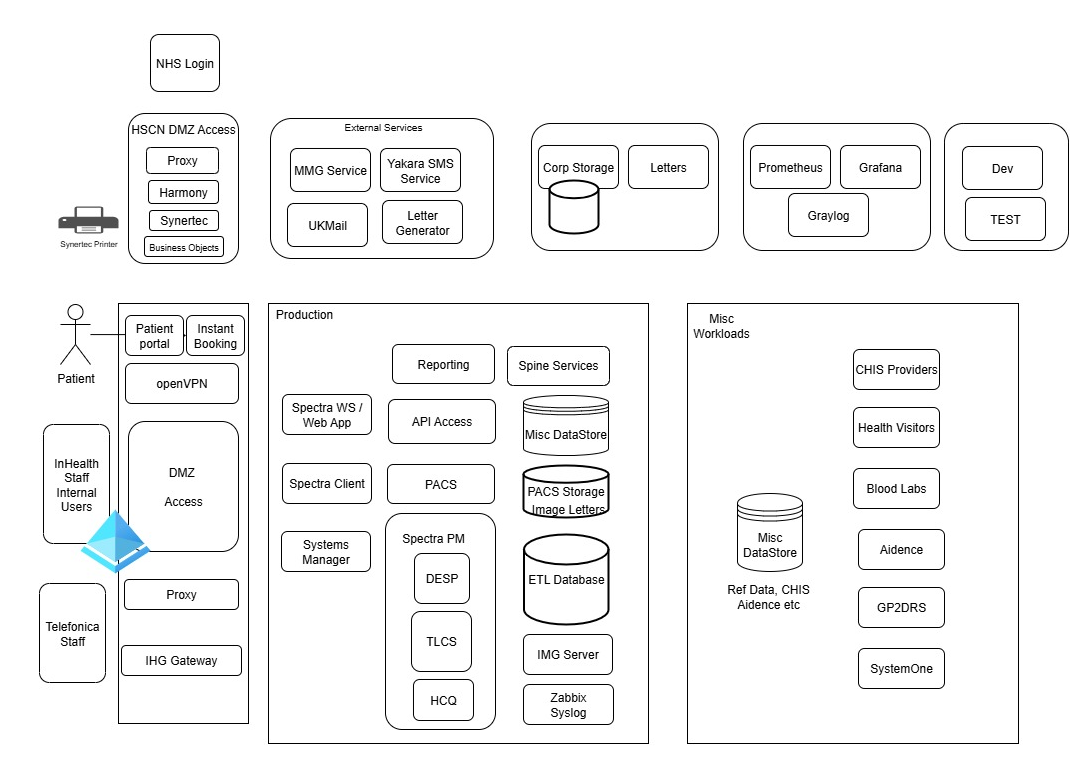 NHS Login
HSCN DMZ Access
Proxy
Harmony
Synertec
Business Objects
Synertec Printer
External Services
MMG Service
Yakara SMS
Service
UKMail
Letter
Generator
Corp Storage
Letters
Prometheus
Grafana
Graylog
Dev
TEST
Patient
Patient
portal
Instant
Booking
openVPN
InHealth
Staff
Internal
Users
DMZ
Access
Proxy
Telefonica
Staff
IHG Gateway
Production
Reporting
Spine Services
Spectra WS /
Web App
API Access
Misc DataStore
Spectra Client
PACS
PACS Storage
Image Letters
Systems
Manager
Spectra PM
DESP
TLCS
HCQ
ETL Database
IMG Server
Zabbix
Syslog
Misc
Workloads
CHIS Providers
Health Visitors
Blood Labs
Aidence
GP2DRS
SystemOne
Misc
DataStore
Ref Data, CHIS
Aidence etc